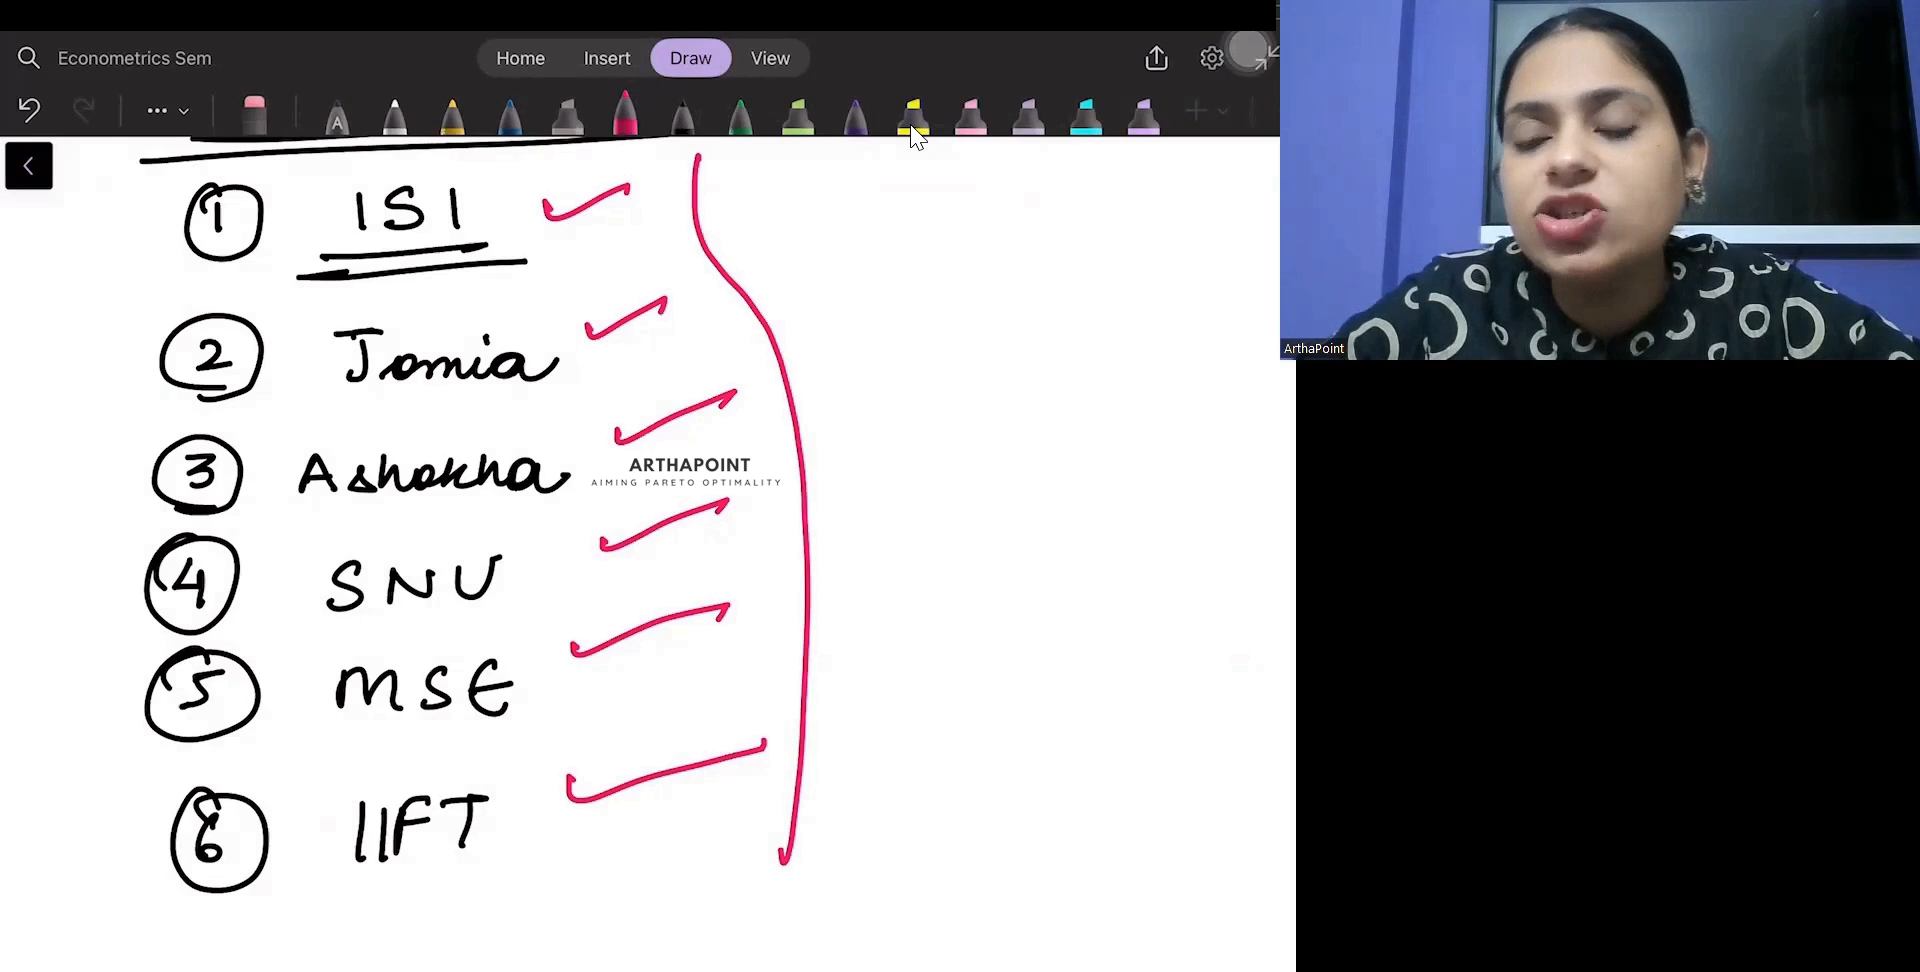 Econometrics Sem
Home Insert Draw View
A
1 ISI
2 Jamia
3 Ashokha
ARTHAPOINT
AIMING PARETO OPTIMALITY
4 SNU
5 MSE
6 IIFT
ArthaPoint